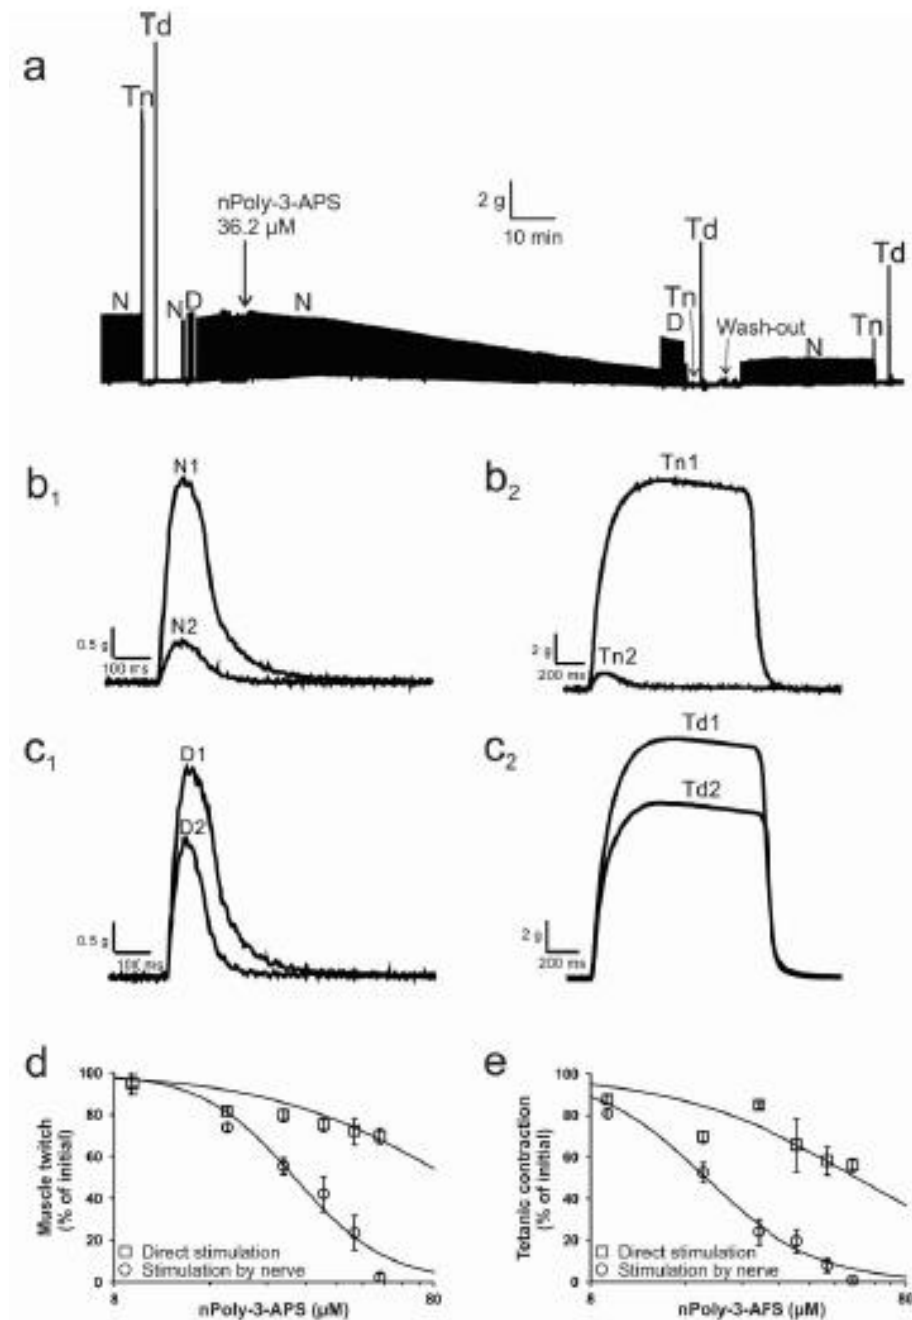 a
Td
Tn
nPoly-3-APS
36.2 µM
2 g
10 min
Td
Td
N
N
D
N
Tn
D
Wash-out
N
Tn
b1
N1
N2
0.5 g
100 ms
b2
Tn1
Tn2
2 g
200 ms
c1
D1
D2
0.5 g
ms
c2
Td1
Td2
2 g
200 ms
d
Muscle twitch
(% of initial)
100
80
60
40
20
0
Direct stimulation
Stimulation by nerve
8
80
nPoly-3-APS (µM)
e
Tetanic contraction
(% of initial)
100
80
60
40
20
0
Direct stimulation
Stimulation by nerve
8
80
nPoly-3-AFS (µM)